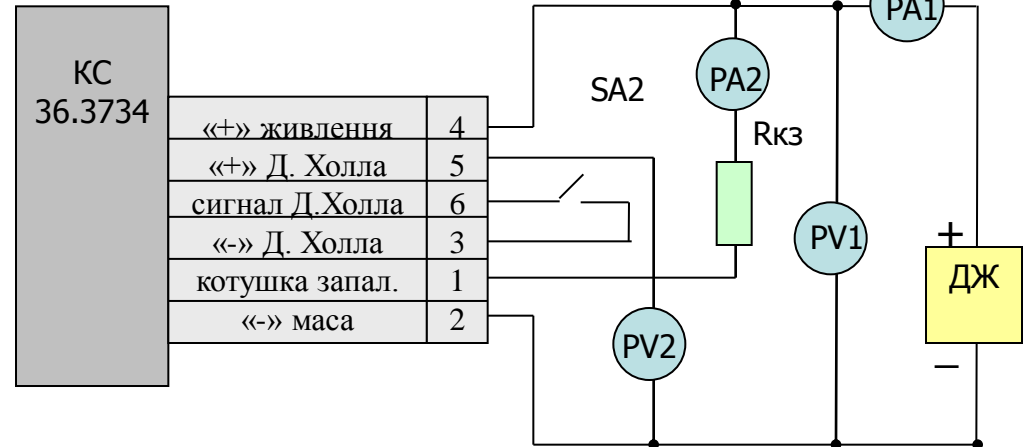 КС
36.3734
«+» живлення 4
«+» Д. Холла 5
сигнал Д.Холла 6
«-» Д. Холла 3
котушка запал. 1
«-» маса 2
SA2
PA2
Rкз
PV2
PV1
PA1
+
ДЖ
–